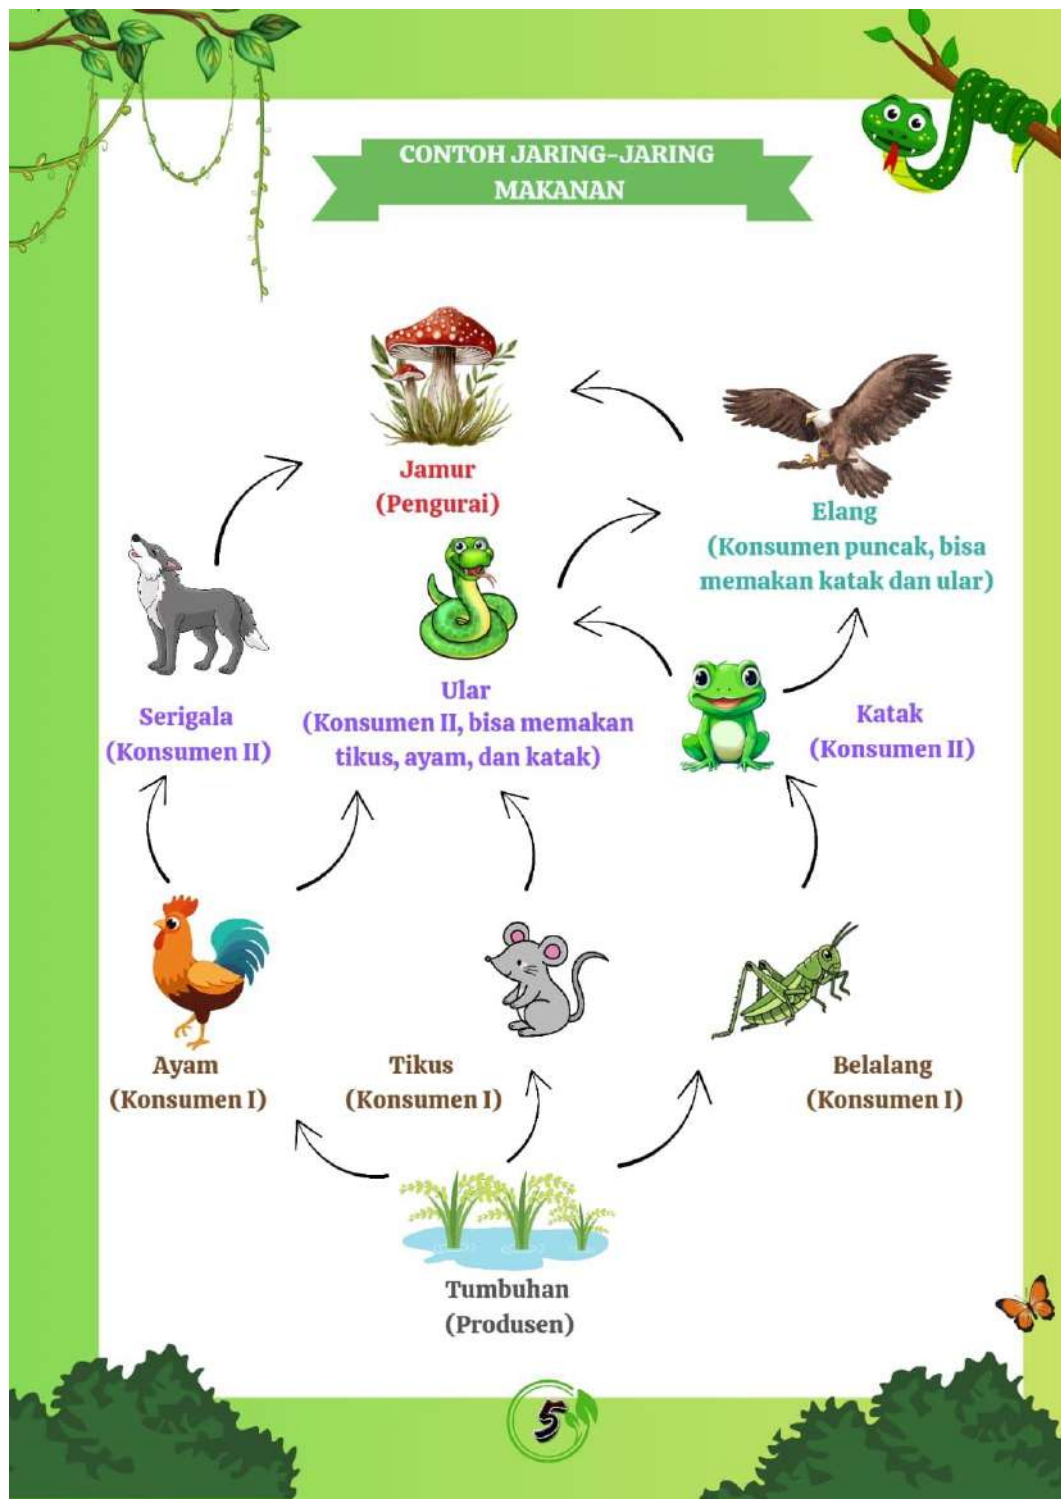 CONTOH JARING-JARING
MAKANAN
Jamur
(Pengurai)
Elang
(Konsumen puncak, bisa
memakan katak dan ular)
Serigala
(Konsumen II)
Ular
(Konsumen II, bisa memakan
tikus, ayam, dan katak)
Katak
(Konsumen II)
Ayam
(Konsumen I)
Tikus
(Konsumen I)
Belalang
(Konsumen I)
Tumbuhan
(Produsen)
5